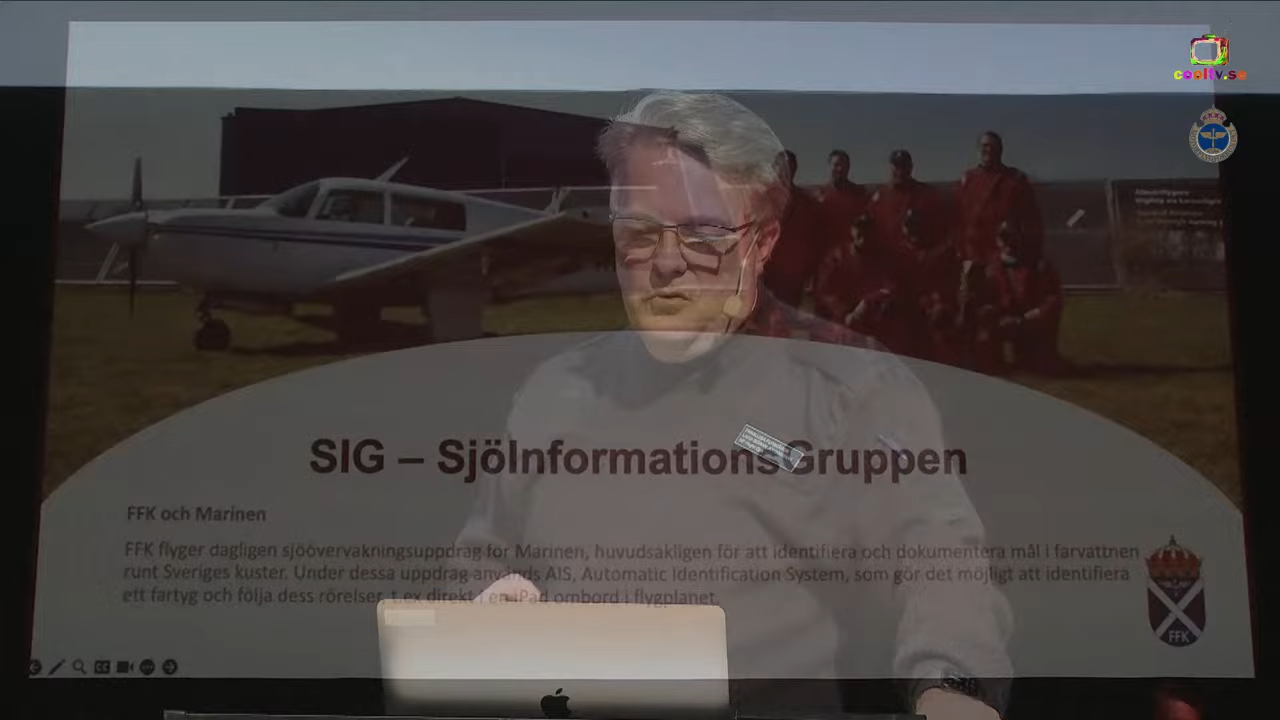 cooltv.se
SIG – SjöInformationsGruppen
FFK och Marinen
FFK flyger dagligen sjöövervakningsuppdrag för Marinen, huvudsakligen för att identifiera och dokumentera mål i farvattnen
runt Sveriges kuster. Under dessa uppdrag används AIS, Automatic Identification System, som gör det möjligt att identifiera
ett fartyg och följa dess rörelser, t.ex direkt i en iPad ombord i flygplanet.
FFK